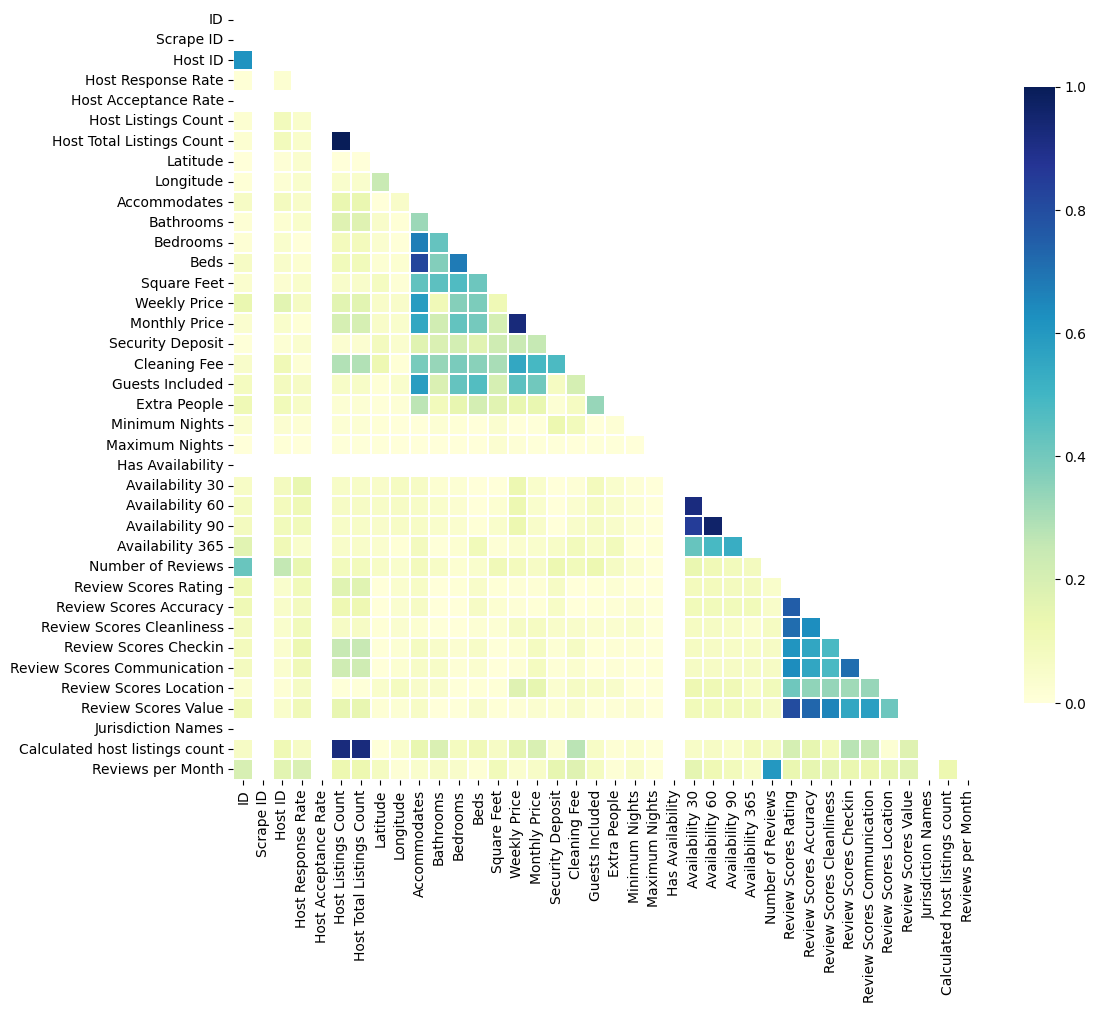 ID
Scrape ID
Host ID
Host Response Rate
Host Acceptance Rate
Host Listings Count
Host Total Listings Count
Latitude
Longitude
Accommodates
Bathrooms
Bedrooms
Beds
Square Feet
Weekly Price
Monthly Price
Security Deposit
Cleaning Fee
Guests Included
Extra People
Minimum Nights
Maximum Nights
Has Availability
Availability 30
Availability 60
Availability 90
Availability 365
Number of Reviews
Review Scores Rating
Review Scores Accuracy
Review Scores Cleanliness
Review Scores Checkin
Review Scores Communication
Review Scores Location
Review Scores Value
Jurisdiction Names
Calculated host listings count
Reviews per Month
ID
Scrape ID
Host ID
Host Response Rate
Host Acceptance Rate
Host Listings Count
Host Total Listings Count
Latitude
Longitude
Accommodates
Bathrooms
Bedrooms
Beds
Square Feet
Weekly Price
Monthly Price
Security Deposit
Cleaning Fee
Guests Included
Extra People
Minimum Nights
Maximum Nights
Has Availability
Availability 30
Availability 60
Availability 90
Availability 365
Number of Reviews
Review Scores Rating
Review Scores Accuracy
Review Scores Cleanliness
Review Scores Checkin
Review Scores Communication
Review Scores Location
Review Scores Value
Jurisdiction Names
Calculated host listings count
Reviews per Month
1.0
0.8
0.6
0.4
0.2
0.0